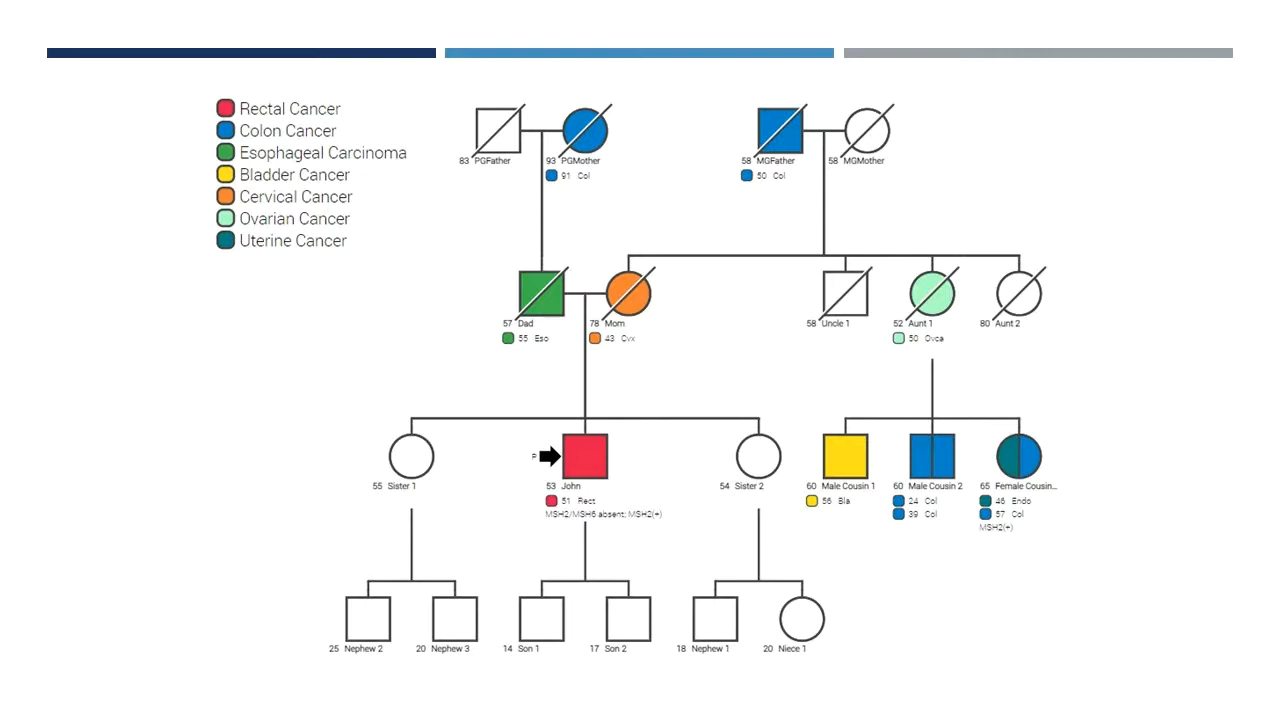 Rectal Cancer
Colon Cancer
Esophageal Carcinoma
Bladder Cancer
Cervical Cancer
Ovarian Cancer
Uterine Cancer
83 PGFather
93 PGMother
91 Col
58 MGFather
50 Col
58 MGMother
57 Dad
55 Eso
78 Mom
43 Cvx
58 Uncle 1
52 Aunt 1
50 Ovca
80 Aunt 2
55 Sister 1
P
53 John
51 Rect
MSH2/MSH6 absent; MSH2(+)
54 Sister 2
60 Male Cousin 1
56 Bla
60 Male Cousin 2
24 Col
39 Col
65 Female Cousin...
46 Endo
57 Col
MSH2(+)
25 Nephew 2
20 Nephew 3
14 Son 1
17 Son 2
18 Nephew 1
20 Niece 1